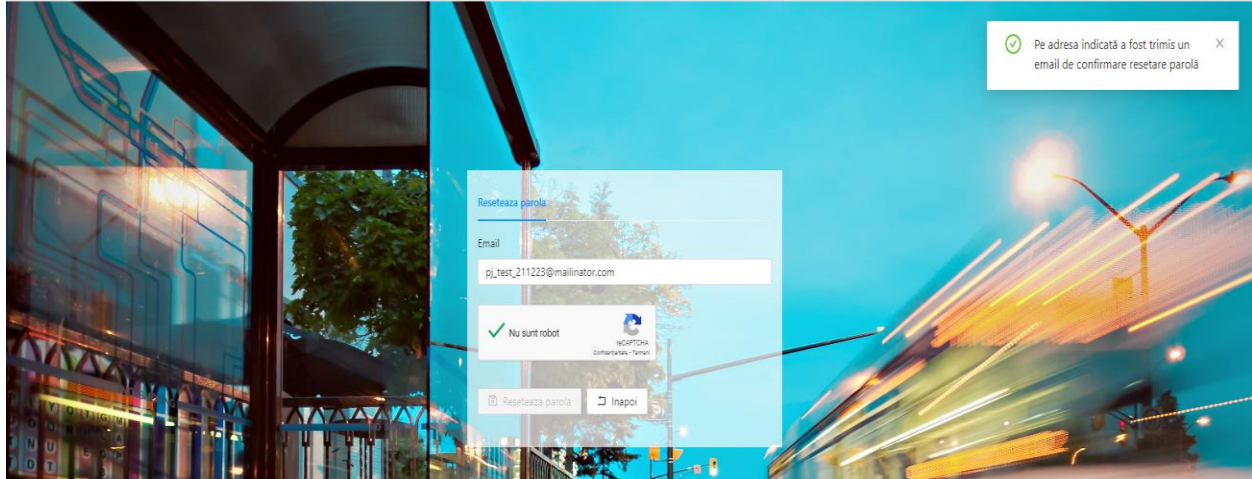 Pe adresa indicată a fost trimis un
email de confirmare resetare parolă
Reseteaza parola
Email
pj_test_211223@mailinator.com
Nu sunt robot
reCAPTCHA
Confidențialitate - Termeni
Reseteaza parola
Inapoi